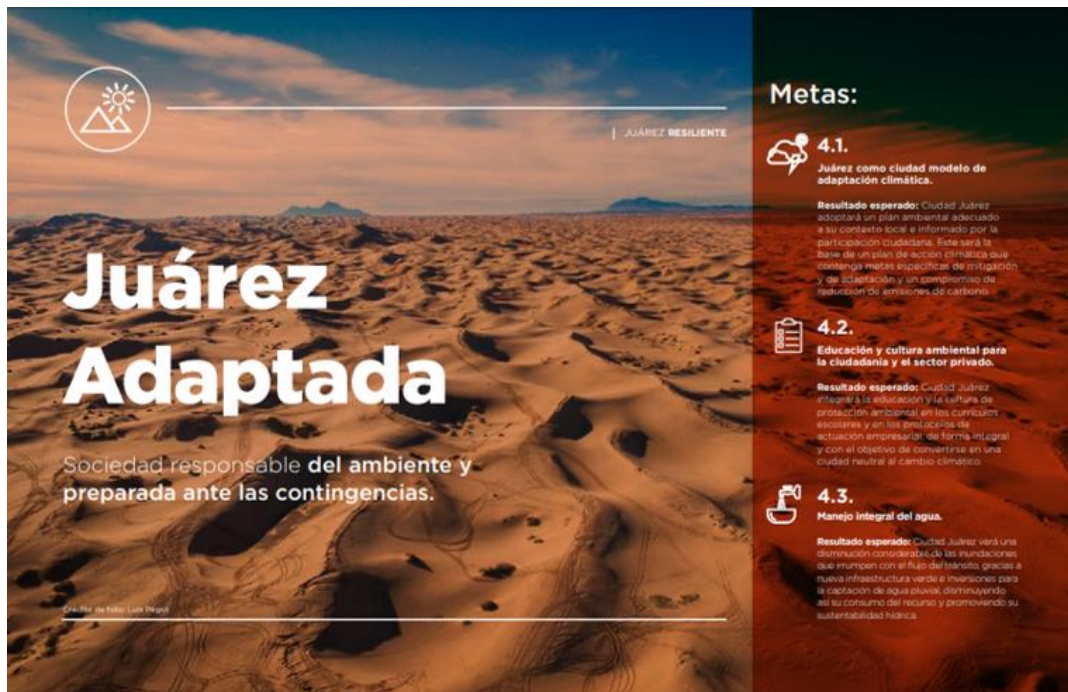 JUÁREZ RESILIENTE
Juárez
Adaptada
Sociedad responsable del ambiente y
preparada ante las contingencias.
Créditos de foto: Luis Pegut
Metas:
4.1.
Juárez como ciudad modelo de
adaptación climática.
Resultado esperado: Ciudad Juárez
adoptará un plan ambiental adecuado
a su contexto local e informado por la
participación ciudadana. Este será la
base de un plan de acción climática que
contenga metas específicas de mitigación
y de adaptación y un compromiso de
reducción de emisiones de carbono.
4.2.
Educación y cultura ambiental para
la ciudadanía y el sector privado.
Resultado esperado: Ciudad Juárez
integrará la educación y la cultura de
protección ambiental en los currículos
escolares y en los protocolos de
actuación empresarial, de forma integral
y con el objetivo de convertirse en una
ciudad neutral al cambio climático.
4.3.
Manejo integral del agua.
Resultado esperado: Ciudad Juárez verá una
disminución considerable de las inundaciones
que irrumpen con el flujo del tránsito, gracias a
nueva infraestructura verde e inversiones para
la captación de agua pluvial, disminuyendo
así su consumo del recurso y promoviendo su
sustentabilidad hídrica.